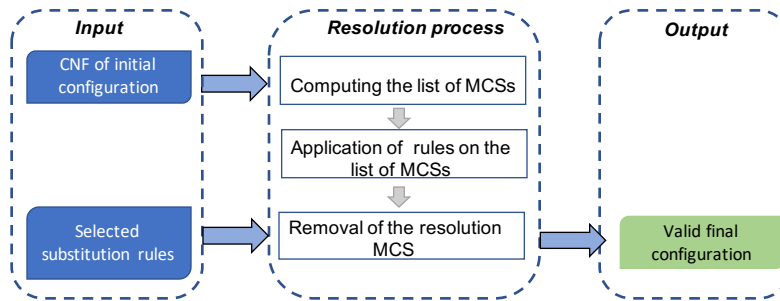 Input
CNF of initial
configuration
Selected
substitution rules
Resolution process
Computing the list of MCSs
Application of rules on the
list of MCSs
Removal of the resolution
MCS
Output
Valid final
configuration